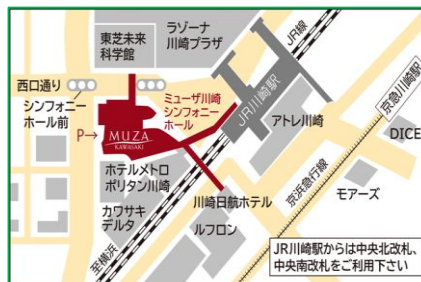 ラゾーナ
川崎プラザ
JR線
東芝未来
科学館
西口通り
シンフォニー
ホール前
ミューザ川崎
シンフォニー
ホール
JR川崎駅
京急川崎駅
P→
MUZA
KAWASAKI
アトレ川崎
DICE
ホテルメトロ
ポリタン川崎
京浜急行線
モアーズ
カワサキ
デルタ
川崎日航ホテル
ルフロン
至横浜
JR川崎駅からは中央北改札、
中央南改札をご利用下さい